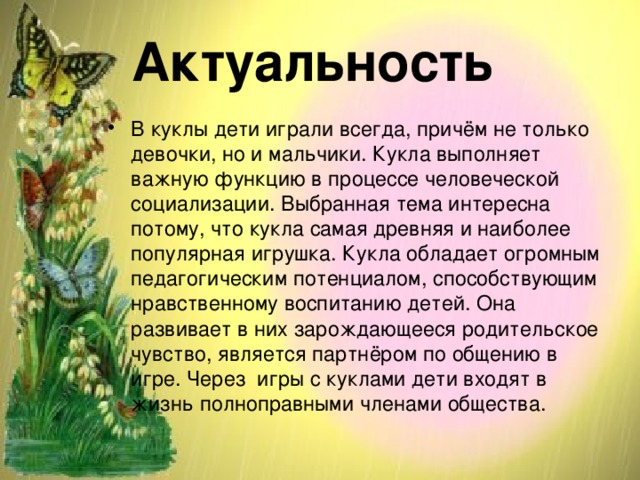 Актуальность
• В куклы дети играли всегда, причём не только
девочки, но и мальчики. Кукла выполняет
важную функцию в процессе человеческой
социализации. Выбранная тема интересна
потому, что кукла самая древняя и наиболее
популярная игрушка. Кукла обладает огромным
педагогическим потенциалом, способствующим
нравственному воспитанию детей. Она
развивает в них зарождающееся родительское
чувство, является партнёром по общению в
игре. Через  игры с куклами дети входят в
жизнь полноправными членами общества.